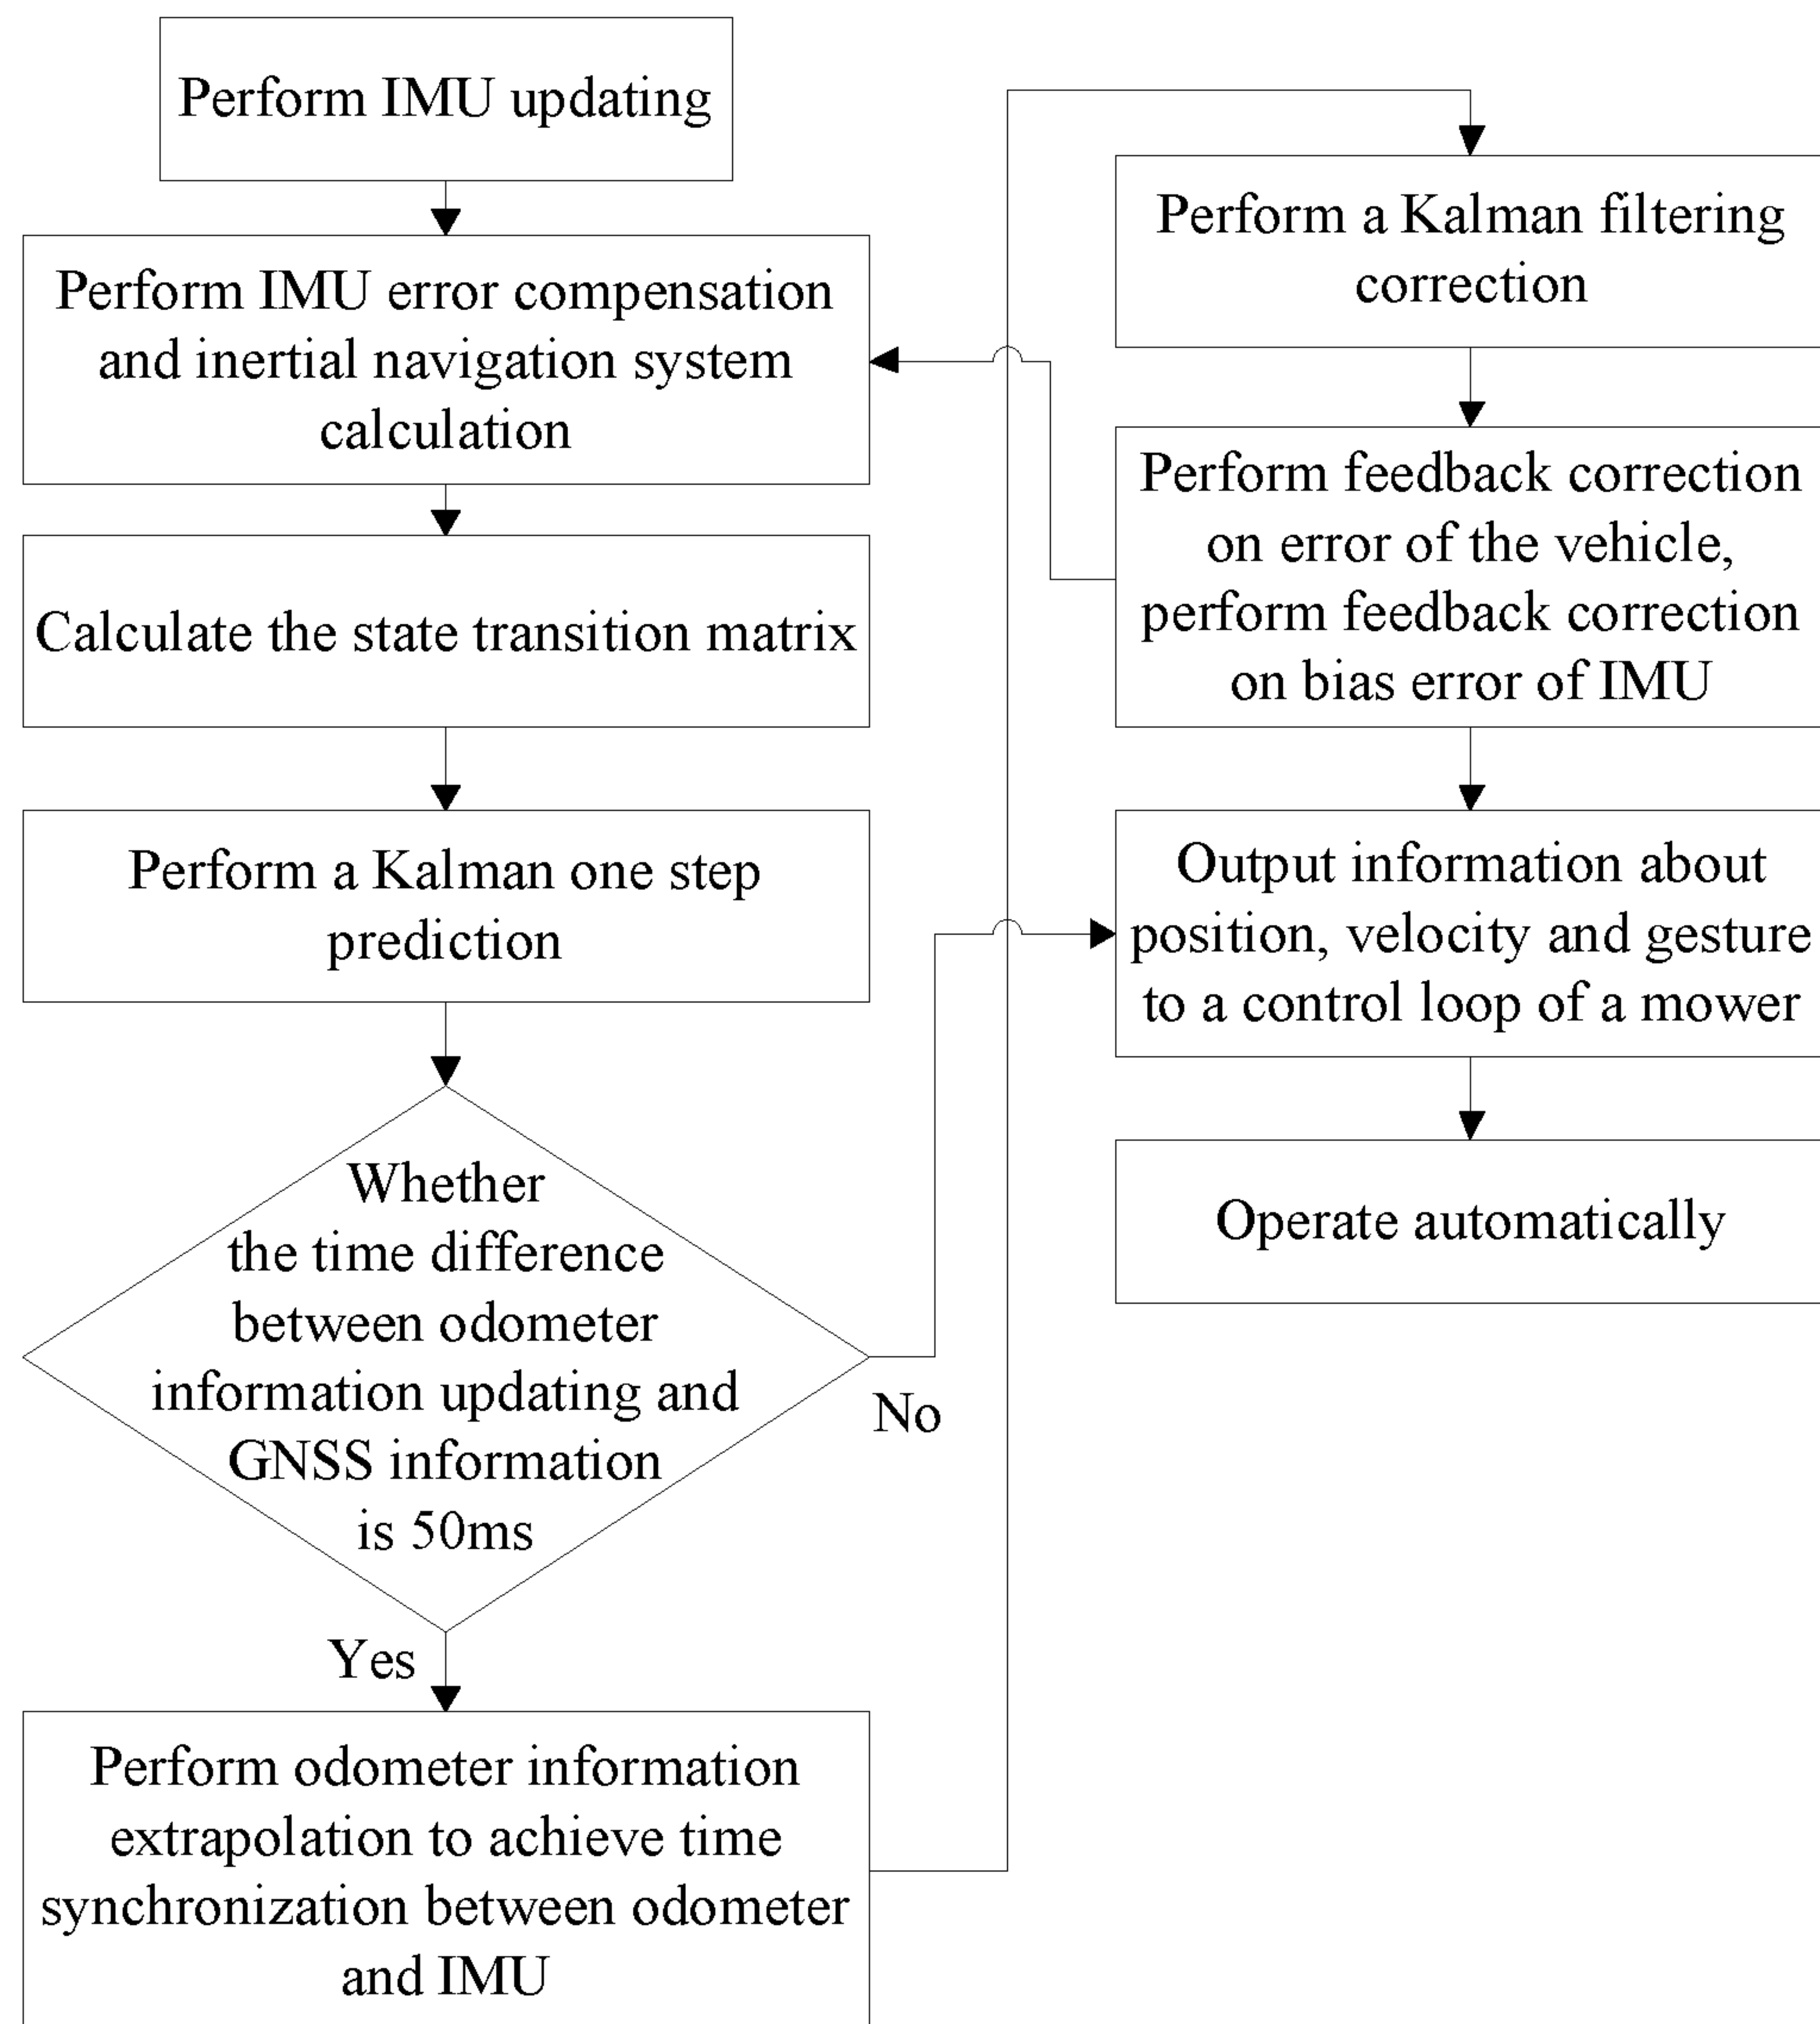 Perform IMU updating
Perform IMU error compensation
and inertial navigation system
calculation
Calculate the state transition matrix
Perform a Kalman one step
prediction
Whether
the time difference
between odometer
information updating and
GNSS information
is 50ms
No
Yes
Perform odometer information
extrapolation to achieve time
synchronization between odometer
and IMU
Perform a Kalman filtering
correction
Perform feedback correction
on error of the vehicle,
perform feedback correction
on bias error of IMU
Output information about
position, velocity and gesture
to a control loop of a mower
Operate automatically